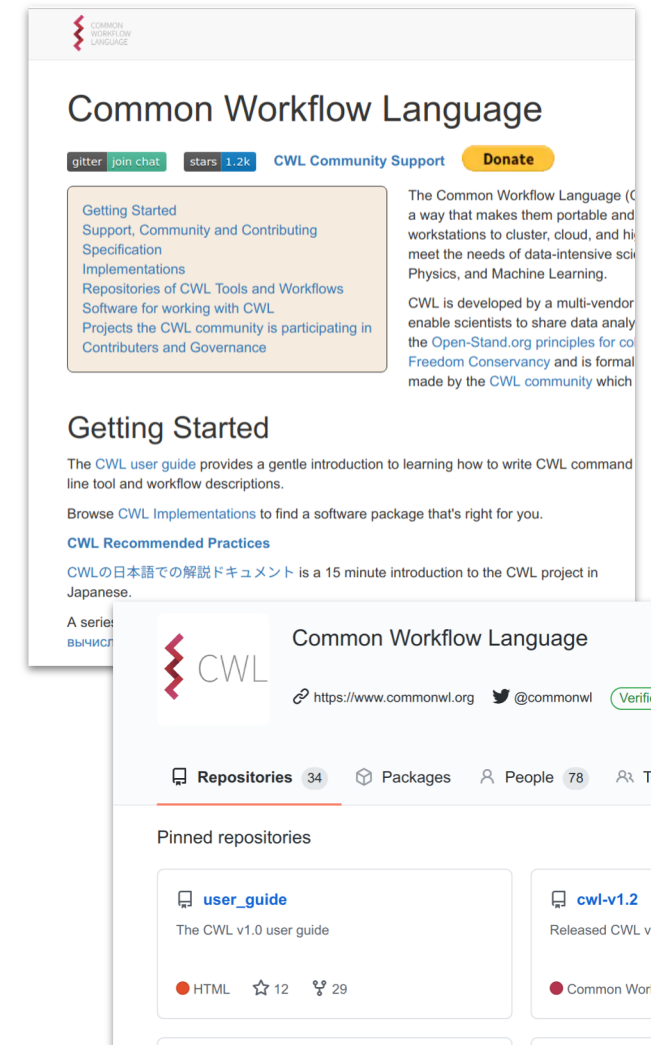 COMMON
WORKFLOW
LANGUAGE
Common Workflow Language
gitter join chat stars 1.2k CWL Community Support Donate
Getting Started
Support, Community and Contributing
Specification
Implementations
Repositories of CWL Tools and Workflows
Software for working with CWL
Projects the CWL community is participating in
Contributers and Governance
The Common Workflow Language (
a way that makes them portable and
workstations to cluster, cloud, and
meet the needs of data-intensive
Physics, and Machine Learning.
CWL is developed by a multi-vendor
enable scientists to share data
the Open-Stand.org principles for
Freedom Conservancy and is
made by the CWL community which
Getting Started
The CWL user guide provides a gentle introduction to learning how to write CWL command
line tool and workflow descriptions.
Browse CWL Implementations to find a software package that's right for you.
CWL Recommended Practices
CWLの日本語での解説ドキュメント is a 15 minute introduction to the CWL project in
Japanese.
A
CWL
Common Workflow Language
https://www.commonwl.org @commonwl
Repositories 34 Packages People 78
Pinned repositories
user_guide
The CWL v1.0 user guide
HTML 12 29
cwl-v1.2
Released CWL
Common